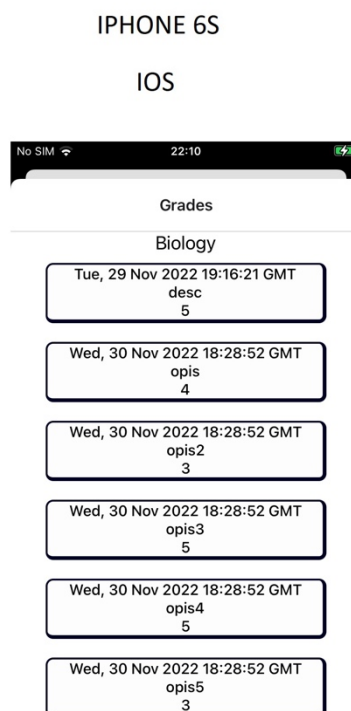 IPHONE 6S
IOS
No SIM 22:10
Grades
Biology
Tue, 29 Nov 2022 19:16:21 GMT
desc
5
Wed, 30 Nov 2022 18:28:52 GMT
opis
4
Wed, 30 Nov 2022 18:28:52 GMT
opis2
3
Wed, 30 Nov 2022 18:28:52 GMT
opis3
5
Wed, 30 Nov 2022 18:28:52 GMT
opis4
5
Wed, 30 Nov 2022 18:28:52 GMT
opis5
3